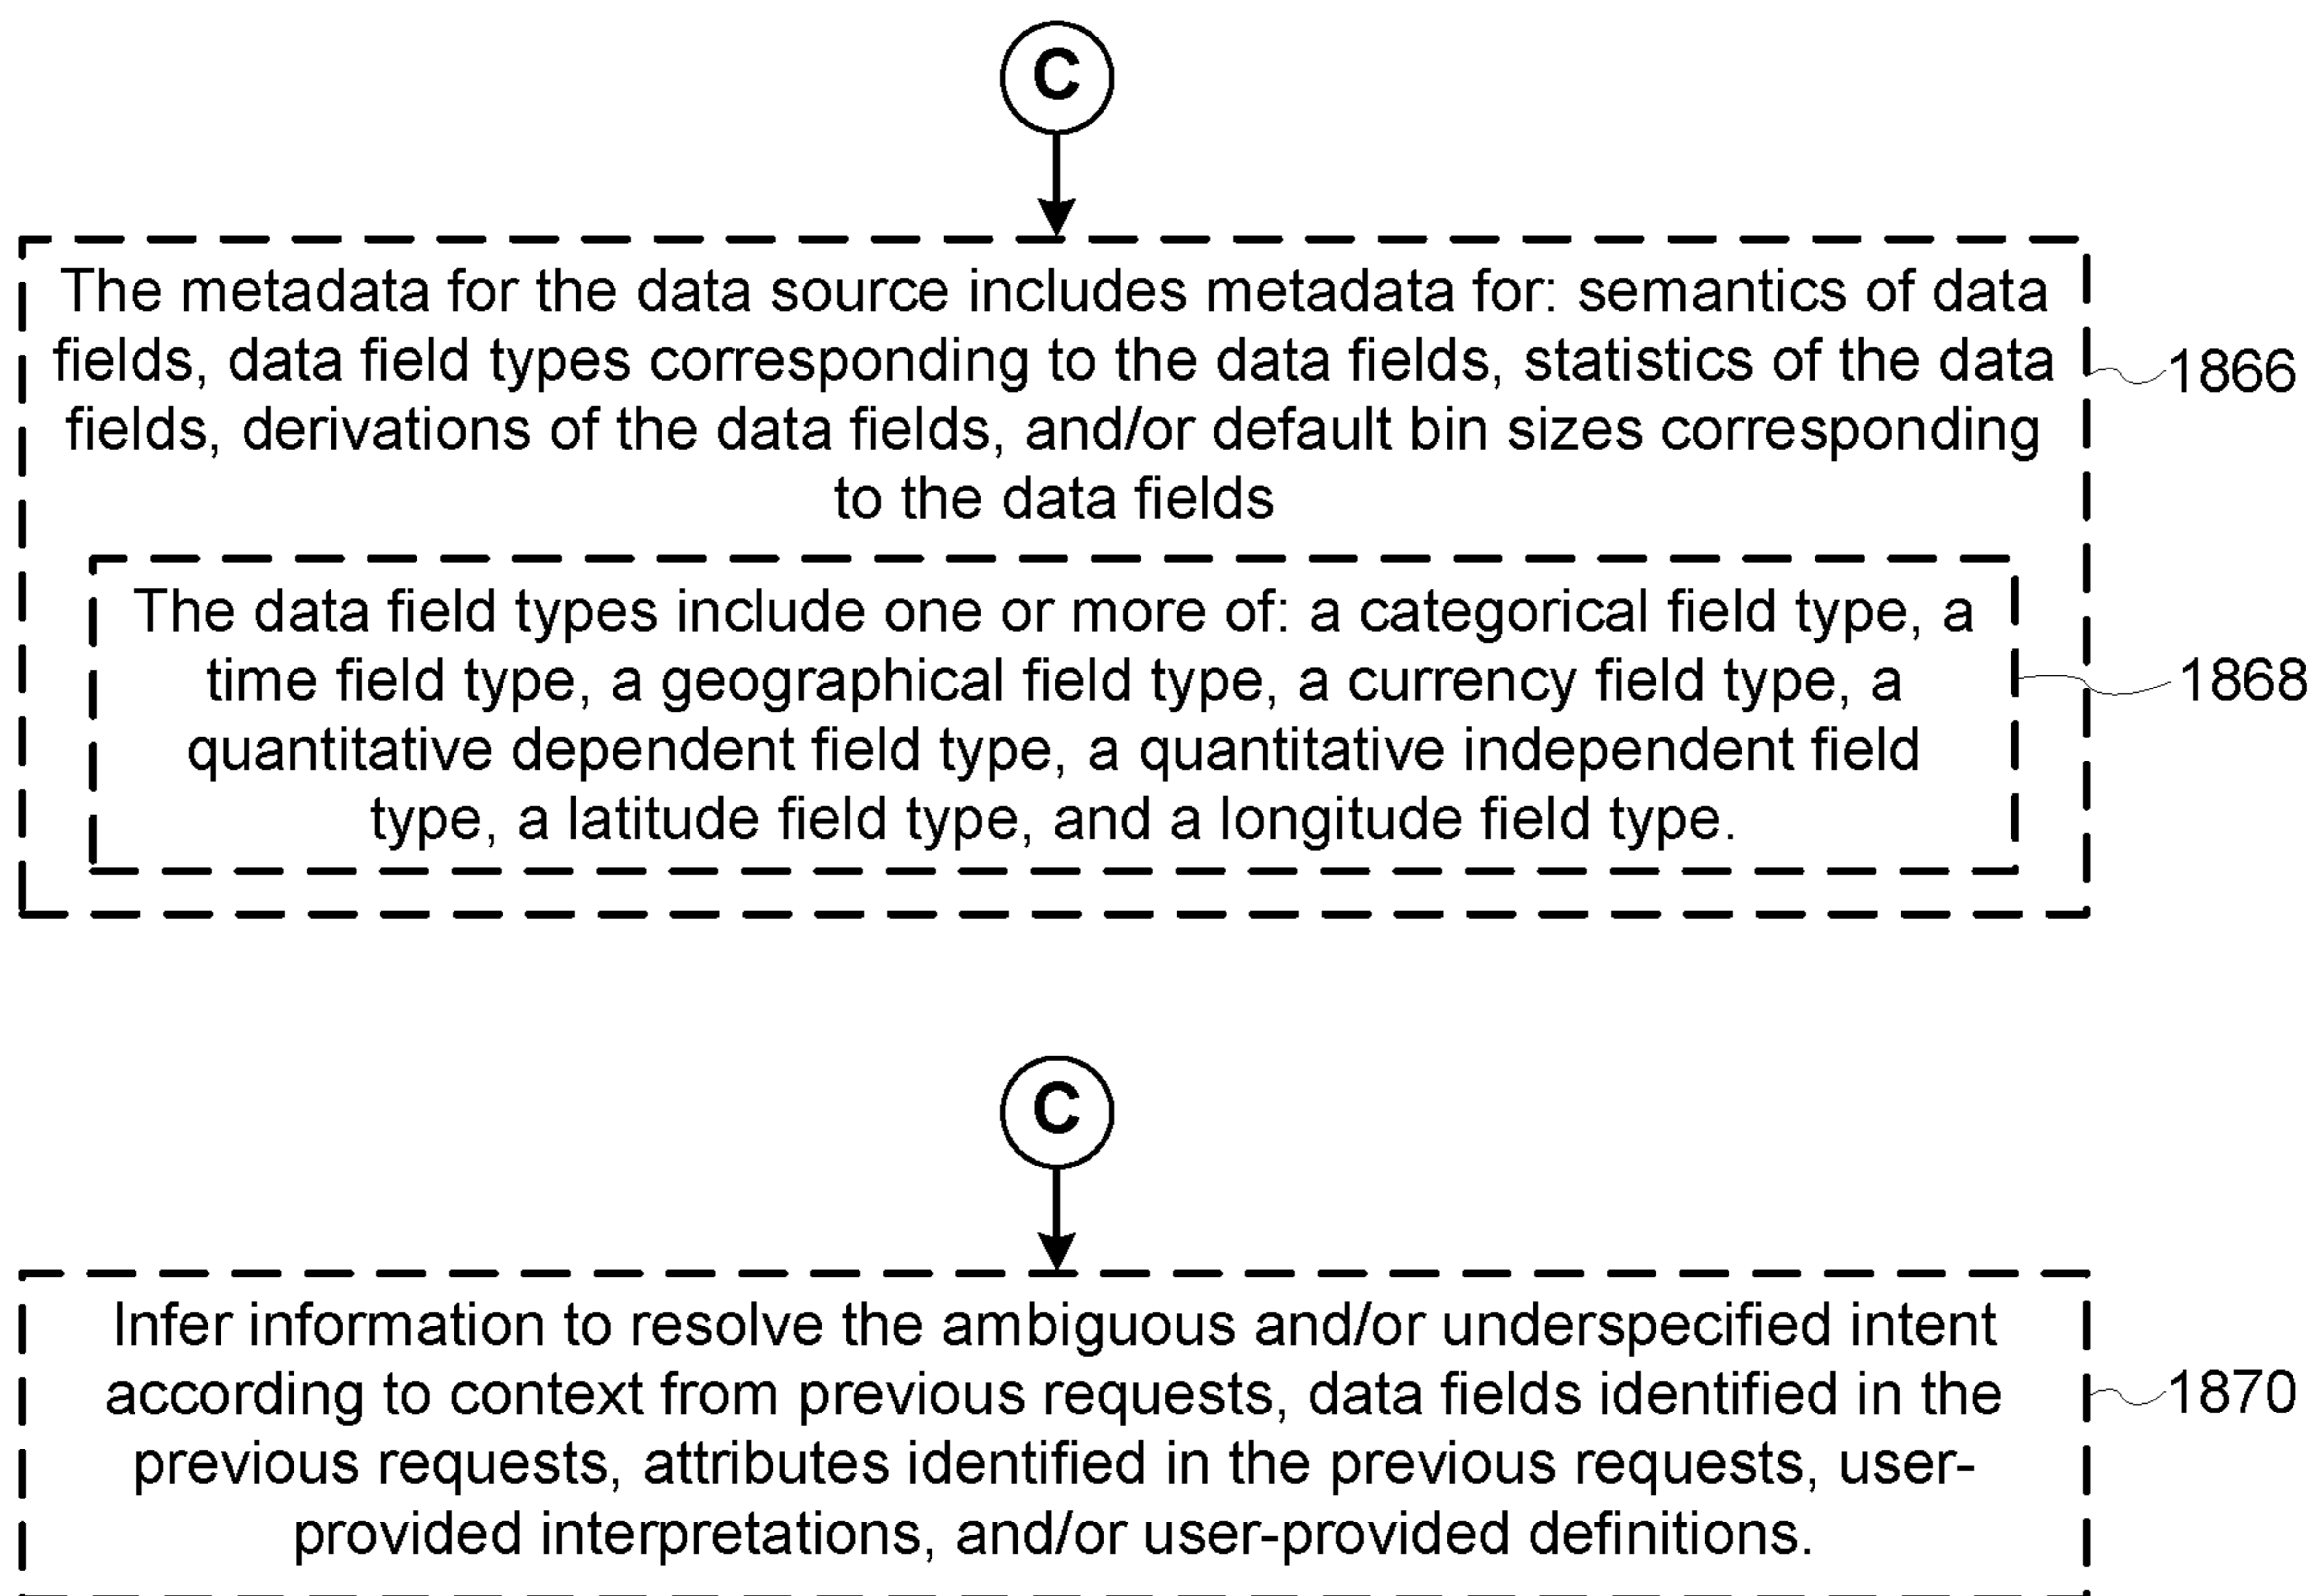 C
The metadata for the data source includes metadata for: semantics of data
fields, data field types corresponding to the data fields, statistics of the data
fields, derivations of the data fields, and/or default bin sizes corresponding
to the data fields
1866
The data field types include one or more of: a categorical field type, a
time field type, a geographical field type, a currency field type, a
quantitative dependent field type, a quantitative independent field
type, a latitude field type, and a longitude field type.
1868
C
Infer information to resolve the ambiguous and/or underspecified intent
according to context from previous requests, data fields identified in the
previous requests, attributes identified in the previous requests, user-
provided interpretations, and/or user-provided definitions.
1870